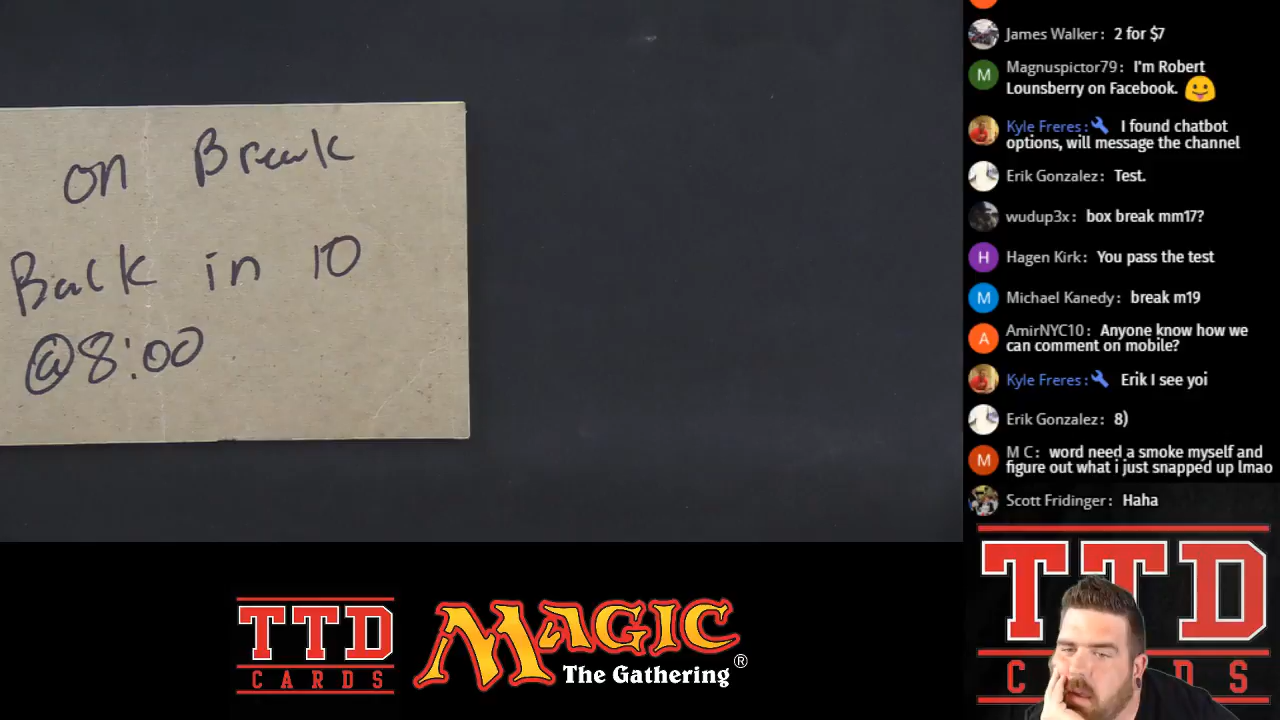 on Break
Back in 10
@8:00
James Walker: 2 for $7
Magnuspictor79: I'm Robert
Lounsberry on Facebook.
Kyle Freres: I found chatbot
options, will message the channel
Erik Gonzalez: Test.
wudup3x: box break mm17?
H
Hagen Kirk: You pass the test
M
Michael Kanedy: break m19
A
AmirNYC10: Anyone know how we
can comment on mobile?
Kyle Freres: Erik I see yoi
Erik Gonzalez: 8)
M
M C: word need a smoke myself and
figure out what i just snapped up lmao
Scott Fridinger: Haha
TTD
CARDS
MAGIC
The Gathering®
TTD
C R D S